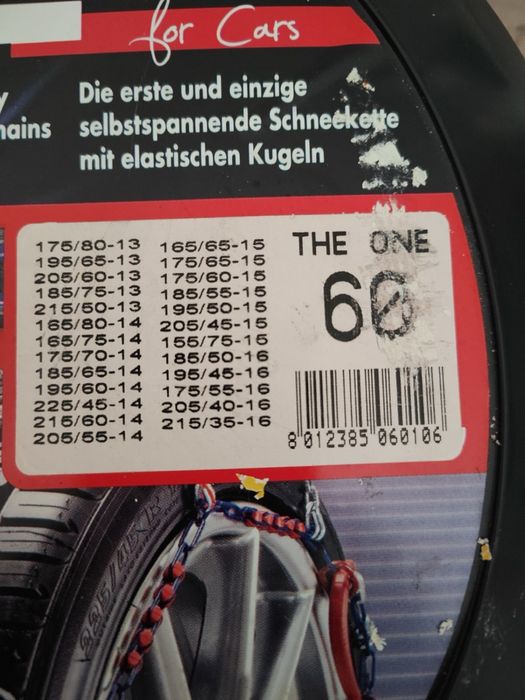 for Cars
Die erste und einzige
selbstspannende Schneekette
mit elastischen Kugeln
175/80-13 165/65-15
195/65-13 175/65-15
205/60-13 175/60-15
185/75-13 185/55-15
215/50-13 195/50-15
165/80-14 205/45-15
165/75-14 155/75-15
175/70-14 185/50-16
185/65-14 195/45-16
195/60-14 175/55-16
225/45-14 205/40-16
215/60-14 215/35-16
205/55-14
THE ONE
60
8 012385 060106